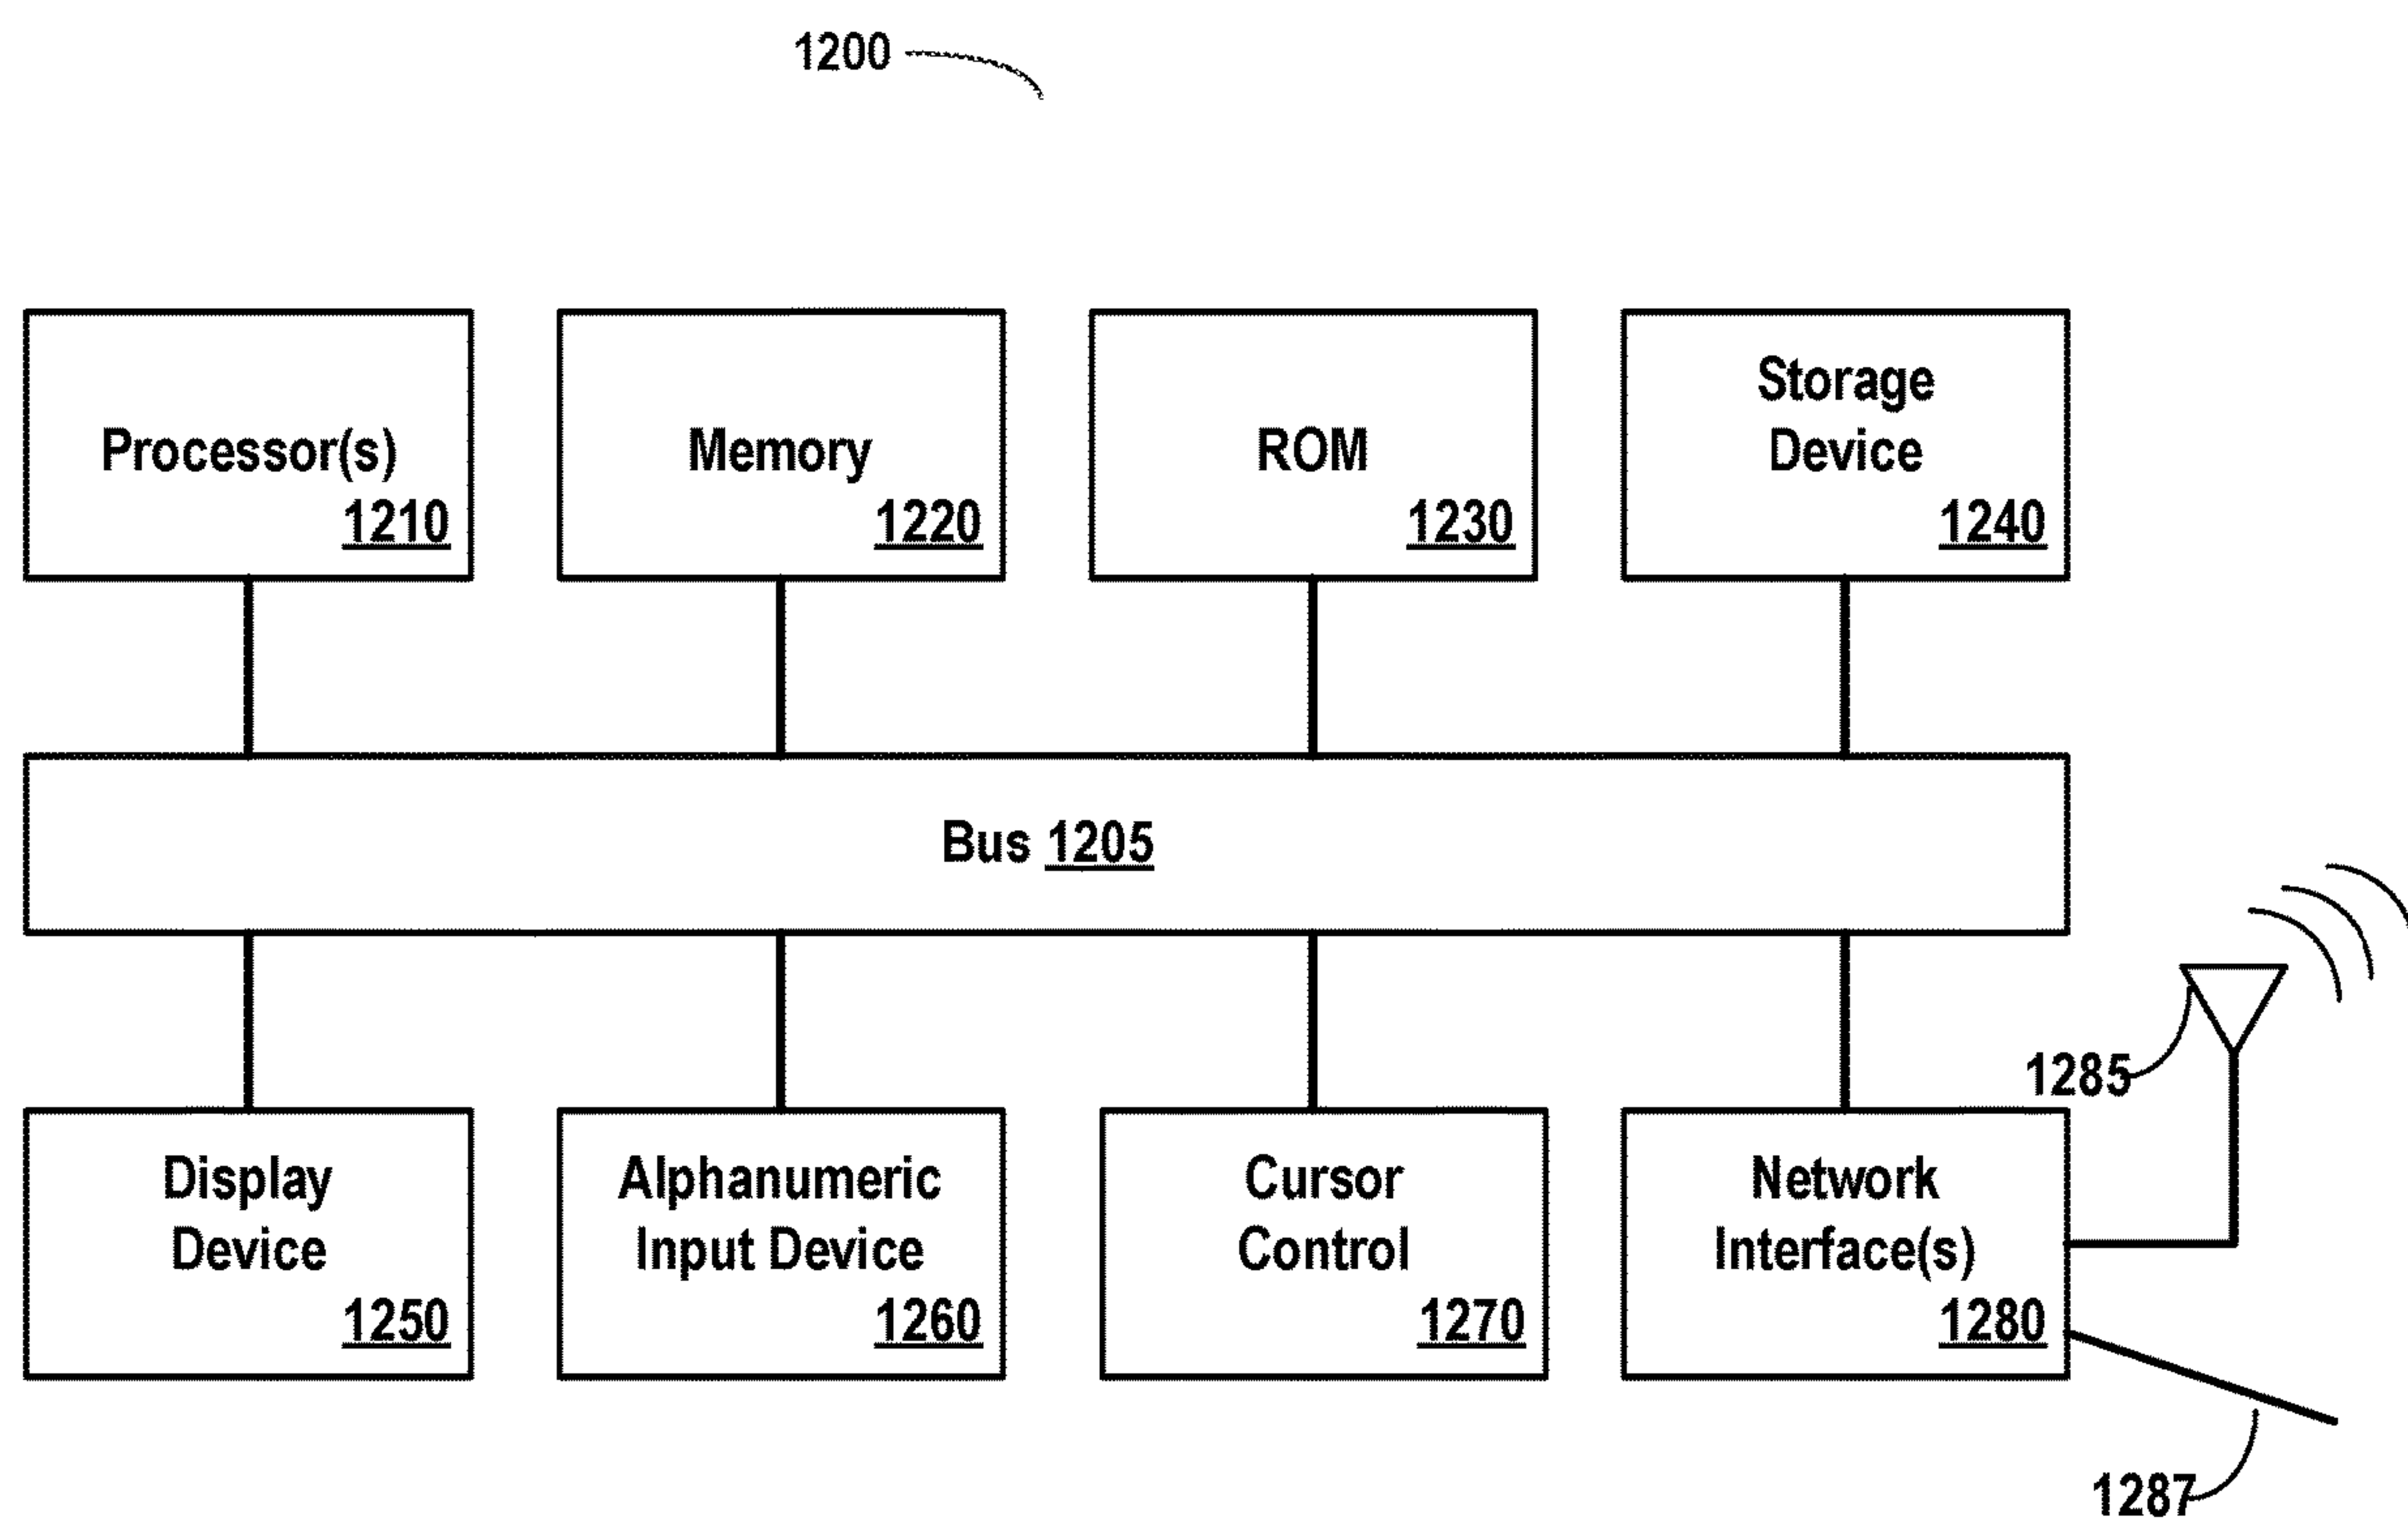 1200
Processor(s)
1210
Memory
1220
ROM
1230
Storage
Device
1240
Bus 1205
1285
Display
Device
1250
Alphanumeric
Input Device
1260
Cursor
Control
1270
Network
Interface(s)
1280
1287